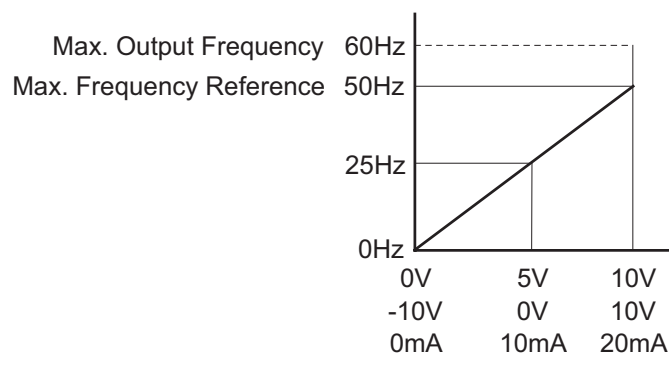 Max. Output Frequency 60Hz
Max. Frequency Reference 50Hz
25Hz
0Hz
0V 5V 10V
-10V 0V 10V
0mA 10mA 20mA